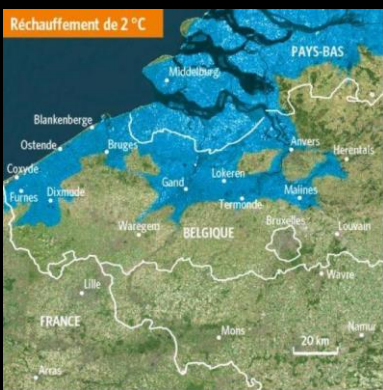 Réchauffement de 2 °C
PAYS-BAS
Middelburg
Blankenberge
Ostende
Bruges
Anvers
Herentals
Coxyde
Lokeren
Furnes
Dixmude
Gand
Termonde
Malines
Waregem
BELGIQUE
Bruxelles
Louvain
Wavre
Lille
FRANCE
Mons
20 km
Namur
Arras